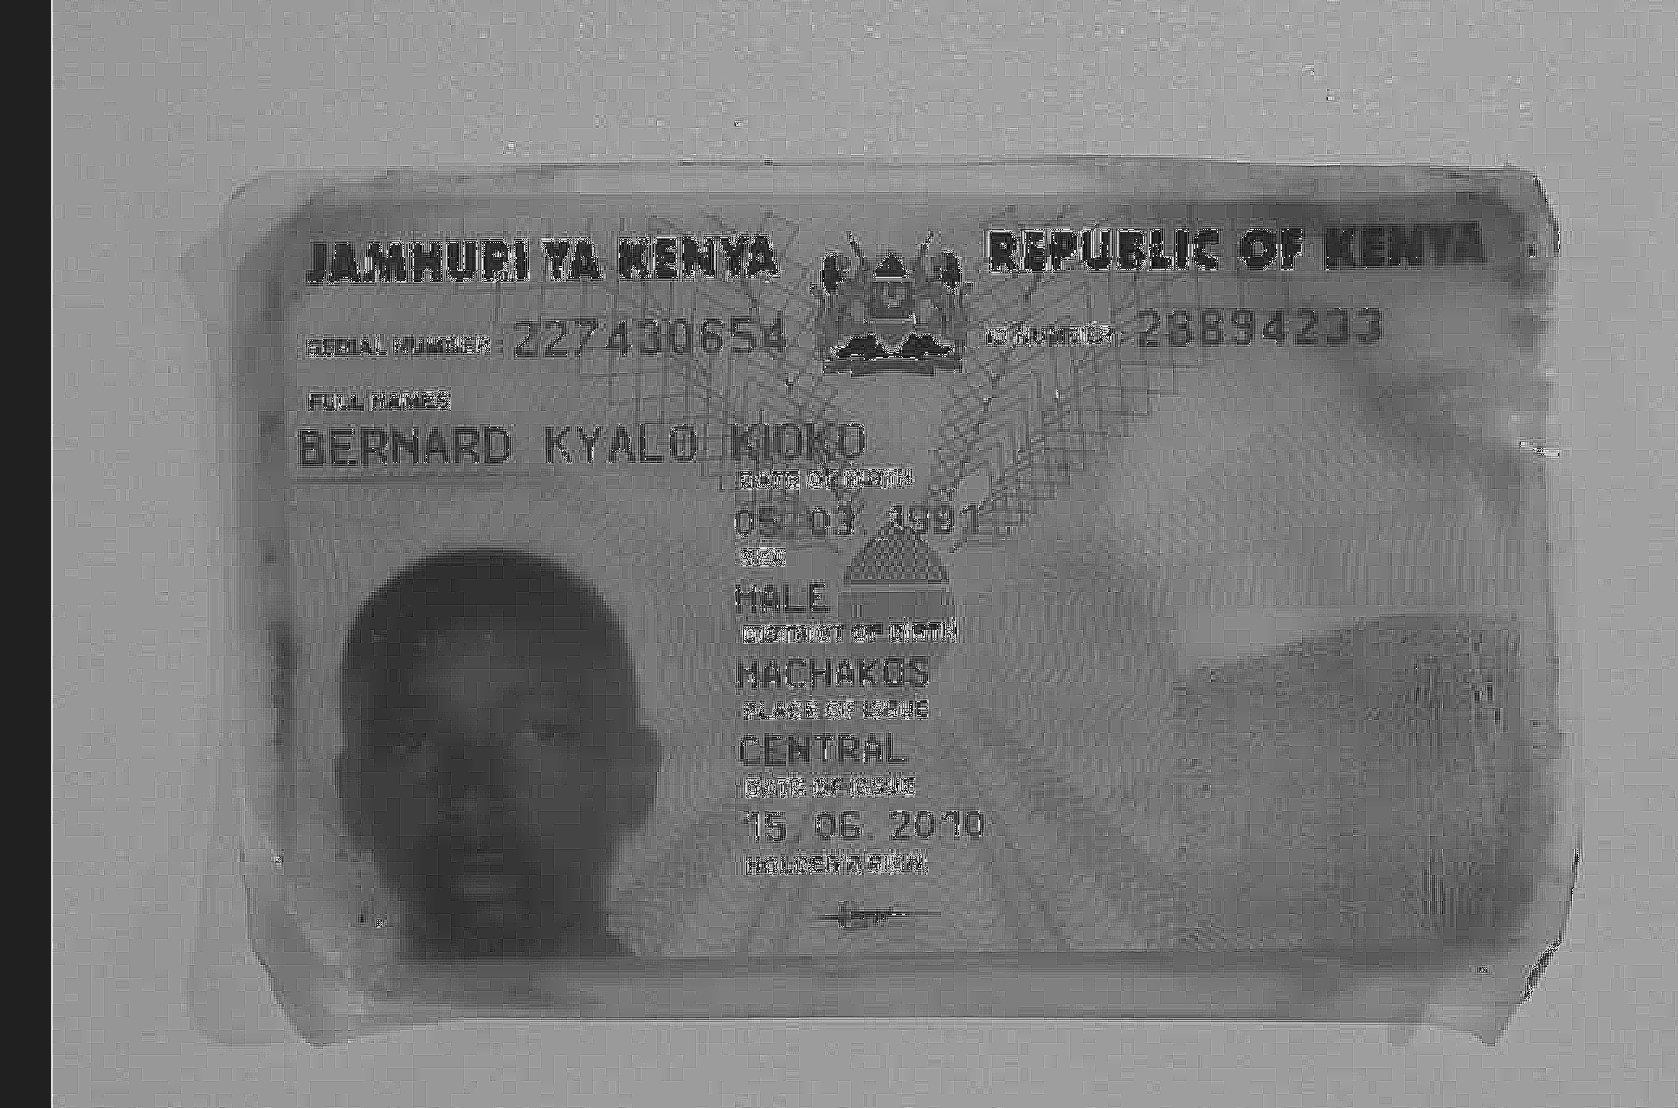 JAMHURI YA KENYA REPUBLIC OF KENYA
SERIAL NUMBER: 227430654 ID NUMBER: 28894233
FULL NAMES
BERNARD KYALO KIOKO
DATE OF BIRTH
05. 03. 1991
SEX
MALE
DISTRICT OF BIRTH
MACHAKOS
PLACE OF ISSUE
CENTRAL
DATE OF ISSUE
15. 06. 2010
HOLDER'S SIGN.